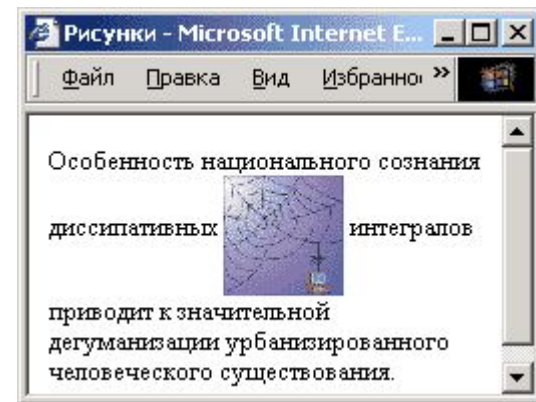 Рисунки - Microsoft Internet E...
Файл Правка Вид Избранно »
Особенность национального сознания
диссипативных интегралов
приводит к значительной
дегуманизации урбанизированного
человеческого существования.